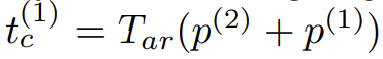 t_c^{(1)} = T_{ar}(p^{(2)} + p^{(1)})